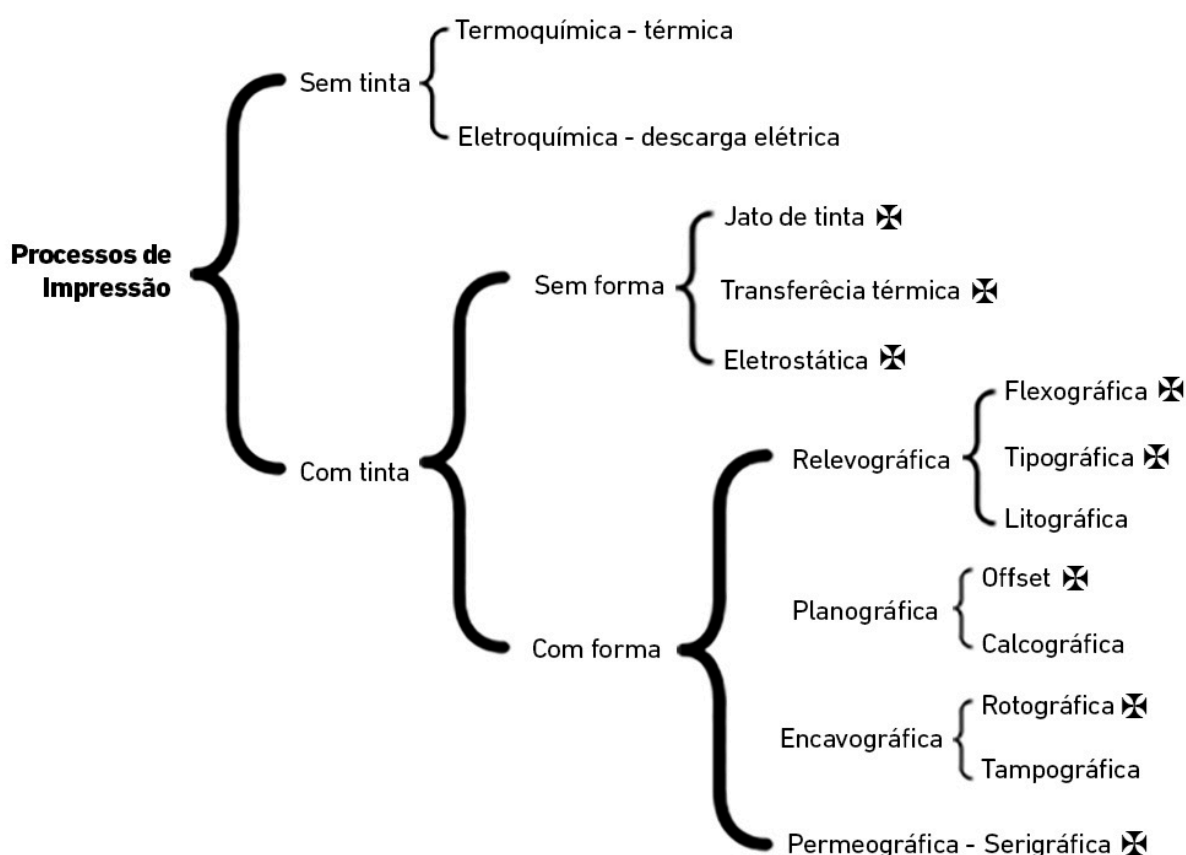 Termoquímica - térmica
Sem tinta
Eletroquímica - descarga elétrica
Processos de
Impressão
Jato de tinta ✠
Sem forma
Transferêcia térmica ✠
Eletrostática ✠
Com tinta
Flexográfica ✠
Relevográfica
Tipográfica ✠
Litográfica
Com forma
Offset ✠
Planográfica
Calcográfica
Rotográfica ✠
Encavográfica
Tampográfica
Permeográfica - Serigráfica ✠